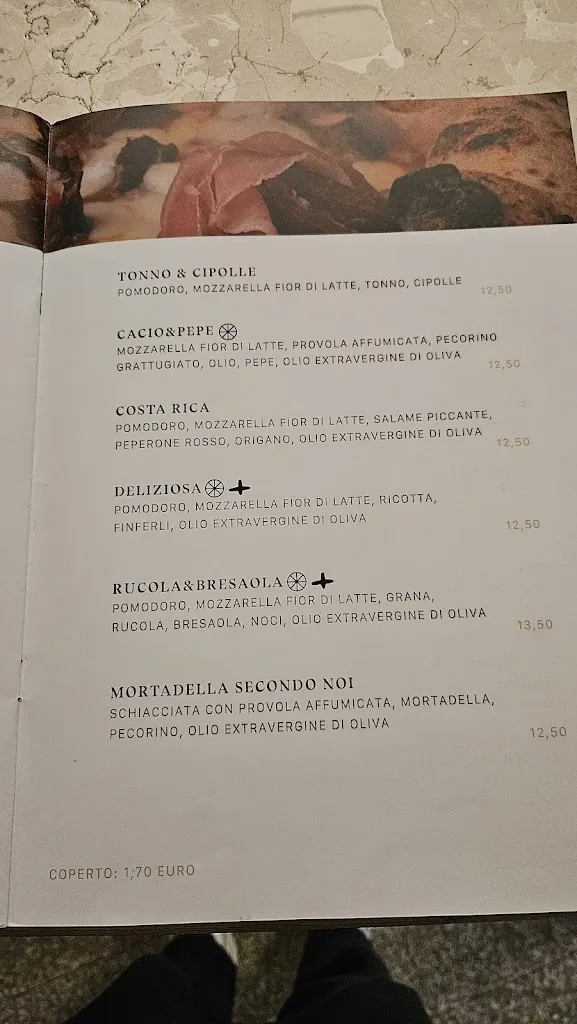 TONNO & CIPOLLE
POMODORO, MOZZARELLA FIOR DI LATTE, TONNO, CIPOLLE 12,50
CACIO&PEPE
MOZZARELLA FIOR DI LATTE, PROVOLA AFFUMICATA, PECORINO
GRATTUGIATO, OLIO, PEPE, OLIO EXTRAVERGINE DI OLIVA 12,50
COSTA RICA
POMODORO, MOZZARELLA FIOR DI LATTE, SALAME PICCANTE,
PEPERONE ROSSO, ORIGANO, OLIO EXTRAVERGINE DI OLIVA 12,50
DELIZIOSA
POMODORO, MOZZARELLA FIOR DI LATTE, RICOTTA,
FINFERLI, OLIO EXTRAVERGINE DI OLIVA 12,50
RUCOLA&BRESAOLA
POMODORO, MOZZARELLA FIOR DI LATTE, GRANA,
RUCOLA, BRESAOLA, NOCI, OLIO EXTRAVERGINE DI OLIVA 13,50
MORTADELLA SECONDO NOI
SCHIACCIATA CON PROVOLA AFFUMICATA, MORTADELLA,
PECORINO, OLIO EXTRAVERGINE DI OLIVA 12,50
COPERTO: 1,70 EURO